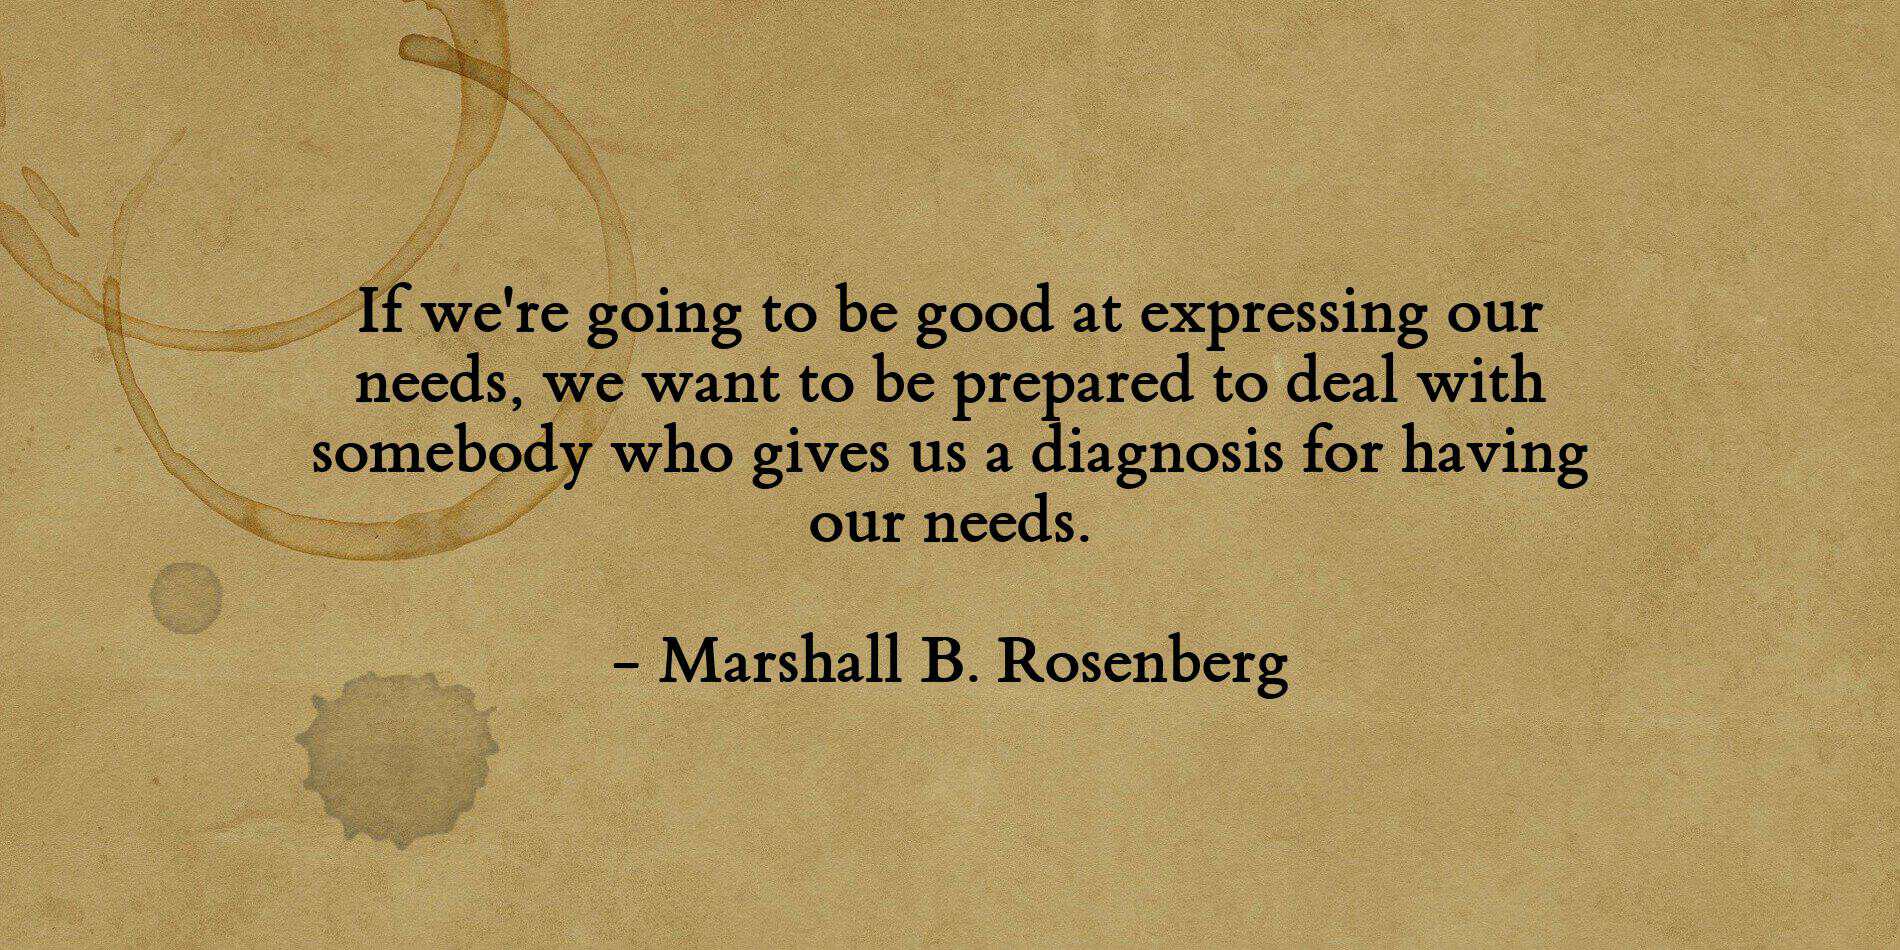 If we're going to be good at expressing our
needs, we want to be prepared to deal with
somebody who gives us a diagnosis for having
our needs.
- Marshall B. Rosenberg